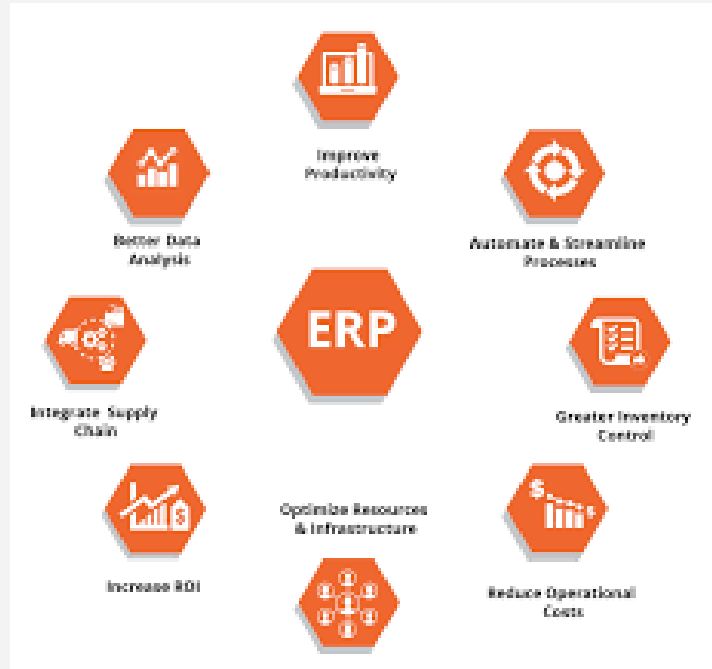 Improve
Productivity
Better Data
Analysis
Automate & Streamline
Processes
ERP
Integrate Supply
Chain
Greater Inventory
Control
Optimize Resources
& Infrastructure
Increase ROI
Reduce Operational
Costs
$
$